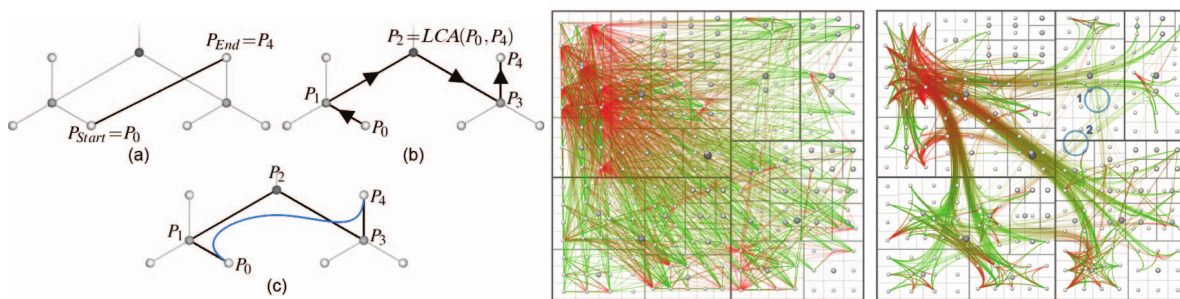 P_End=P_4
P_Start=P_0
(a)
P_2=LCA(P_0, P_4)
P_4
P_1
P_3
P_0
(b)
P_2
P_4
P_1
P_3
P_0
(c)
1
2